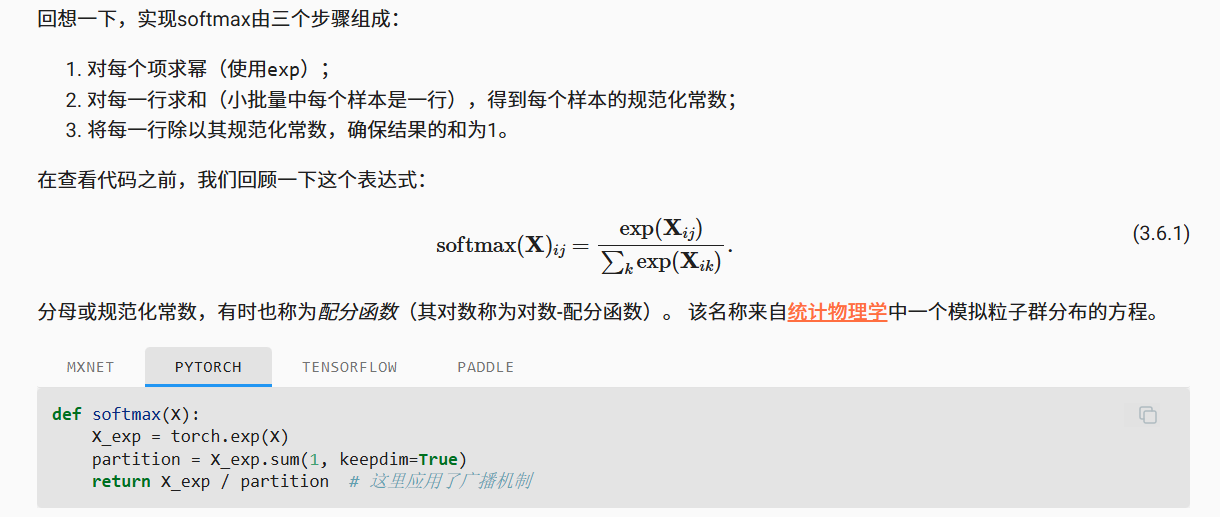 回想一下，实现softmax由三个步骤组成：
1. 对每个项求幂（使用exp）；
2. 对每一行求和（小批量中每个样本是一行），得到每个样本的规范化常数；
3. 将每一行除以其规范化常数，确保结果的和为1。
在查看代码之前，我们回顾一下这个表达式：
softmax(X)_{ij} = exp(X_{ij}) / ∑_k exp(X_{ik}). (3.6.1)
分母或规范化常数，有时也称为配分函数（其对数称为对数-配分函数）。 该名称来自统计物理学中一个模拟粒子群分布的方程。
MXNET PYTORCH TENSORFLOW PADDLE
def softmax(X):
    X_exp = torch.exp(X)
    partition = X_exp.sum(1, keepdim=True)
    return X_exp / partition  # 这里应用了广播机制